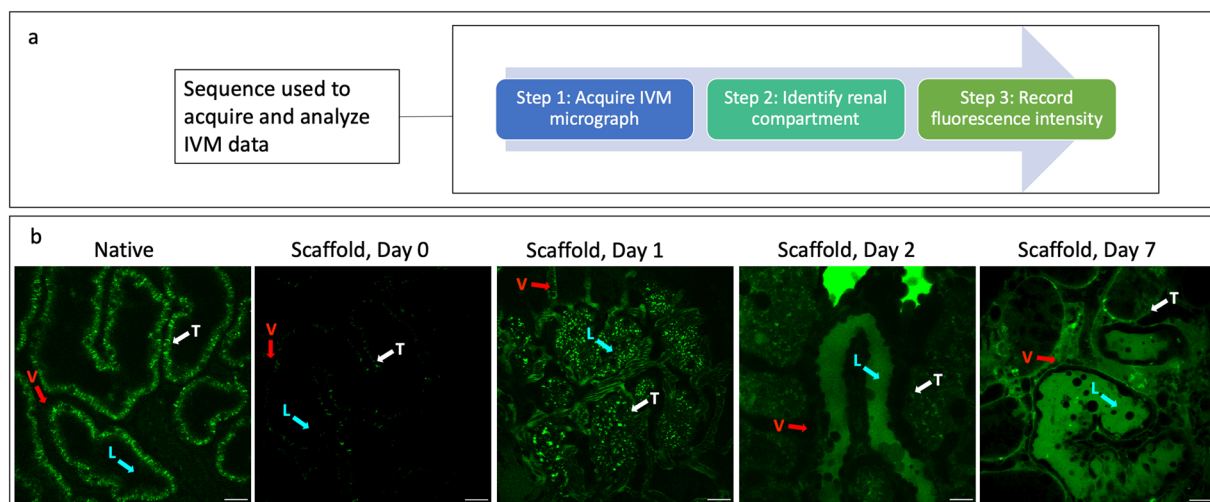 a
Sequence used to
acquire and analyze
IVM data
Step 1: Acquire IVM
micrograph
Step 2: Identify renal
compartment
Step 3: Record
fluorescence intensity
b
Native
Scaffold, Day 0
Scaffold, Day 1
Scaffold, Day 2
Scaffold, Day 7
T
V
L
V
T
L
V
L
T
L
T
V
T
V
L